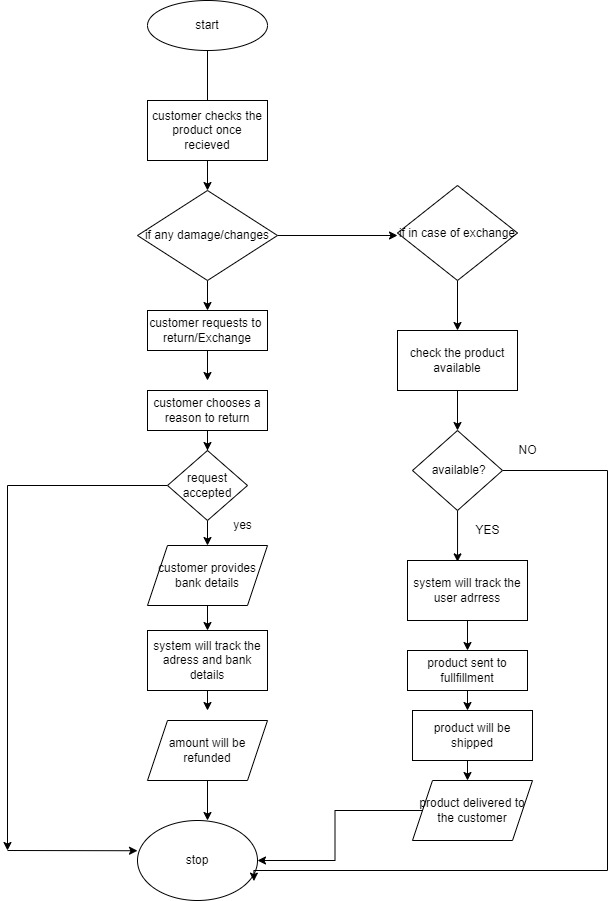 start
customer checks the
product once
recieved
if any damage/changes
if in case of exchange
customer requests to
return/Exchange
check the product
available
customer chooses a
reason to return
request
accepted
available?
NO
yes
YES
customer provides
bank details
system will track the
user adrress
system will track the
adress and bank
details
product sent to
fullfillment
product will be
shipped
amount will be
refunded
product delivered to
the customer
stop